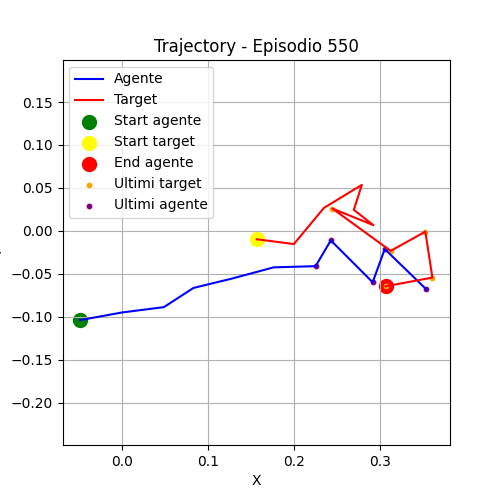 Trajectory - Episodio 550
Agente
Target
Start agente
Start target
End agente
Ultimi target
Ultimi agente
0.15
0.10
0.05
0.00
−0.05
−0.10
−0.15
−0.20
0.0 0.1 0.2 0.3
X